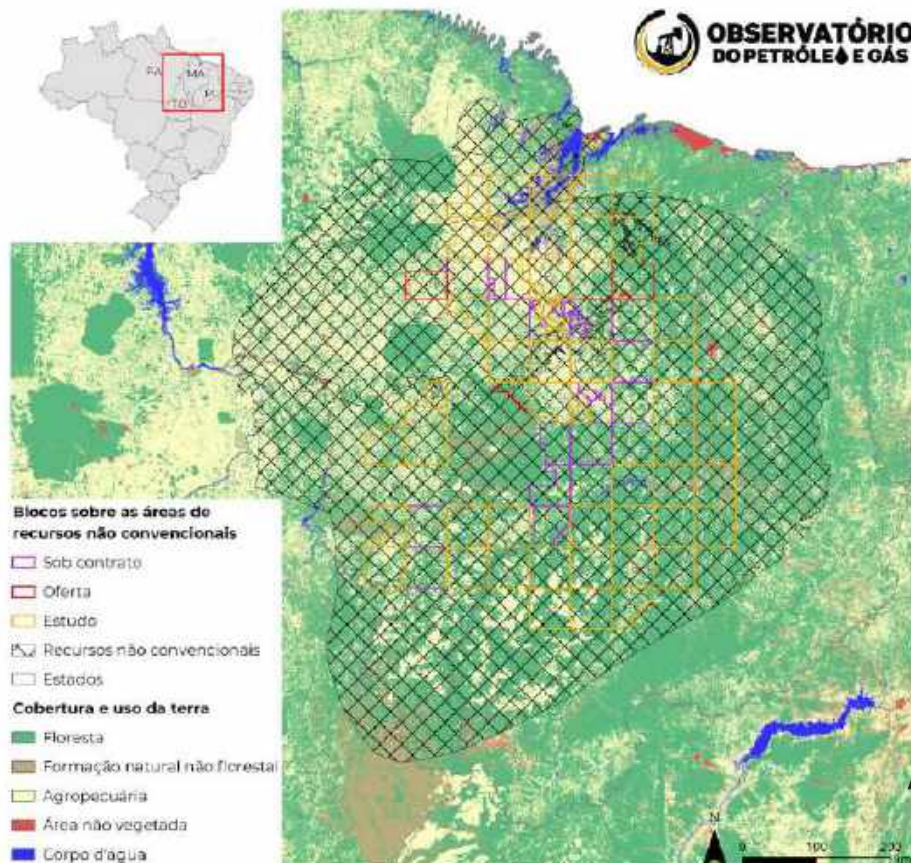 OBSERVATÓRIO
DO PETRÓLEO E GÁS
PA
MA
PI
TO
Blocos sobre as áreas de
recursos não convencionais
Sob contrato
Oferta
Estudo
Recursos não convencionais
Estados
Cobertura e uso da terra
Floresta
Formação natural não florestal
Agropecuária
Área não vegetada
Corpo d'água
N
0 100 200